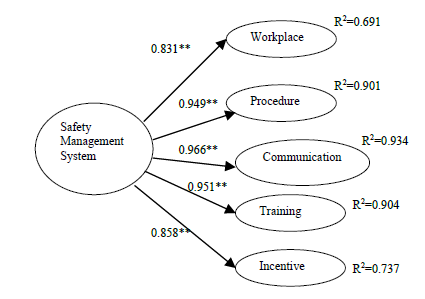 R²=0.691
Workplace
0.831**
R²=0.901
Procedure
0.949**
R²=0.934
Safety
Management
System
0.966**
Communication
0.951**
Training
R²=0.904
0.858**
Incentive
R²=0.737